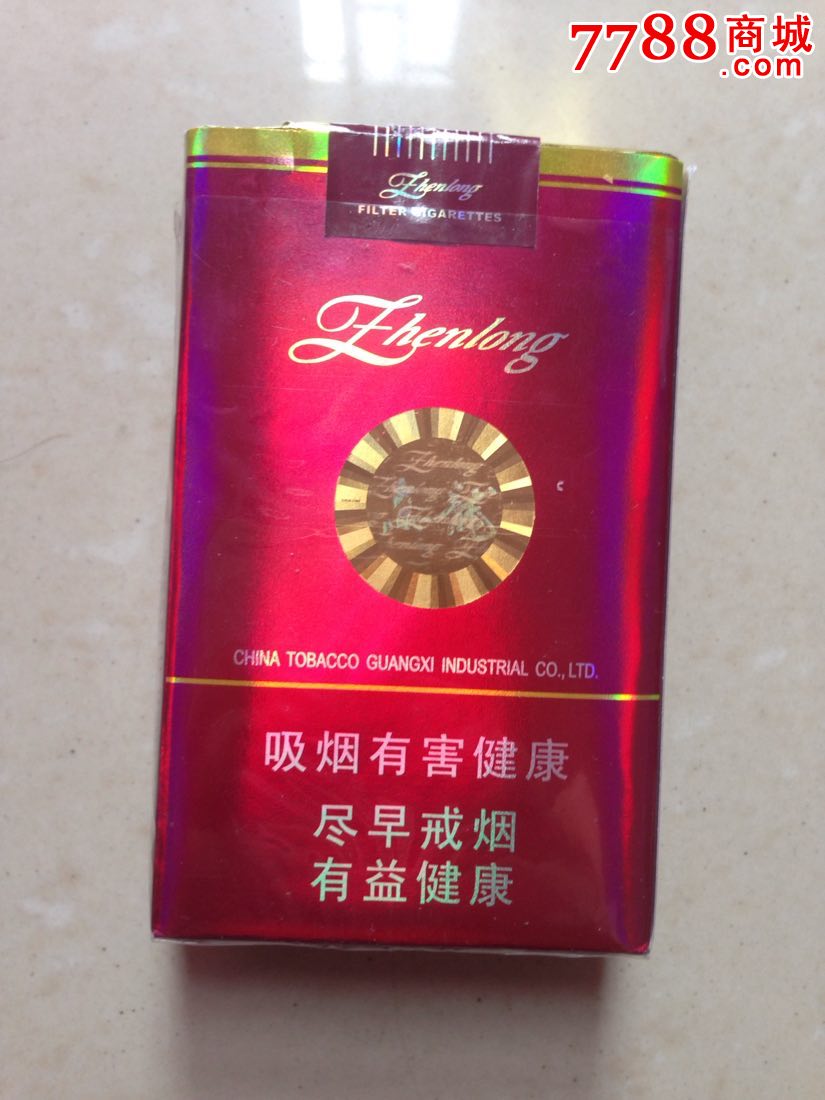 7788商城
.com
Zhenlong
FILTER CIGARETTES
Zhenlong
Zhenlong
CHINA TOBACCO GUANGXI INDUSTRIAL CO., LTD.
吸烟有害健康
尽早戒烟
有益健康